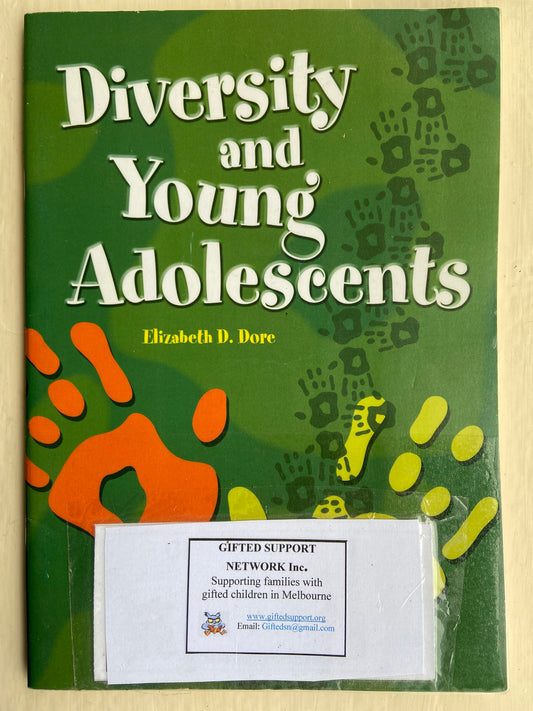 Diversity
and
Young
Adolescents
Elizabeth D. Dore
GIFTED SUPPORT
NETWORK Inc.
Supporting families with
gifted children in Melbourne
www.giftedsupport.org
Email: Giftedsn@gmail.com